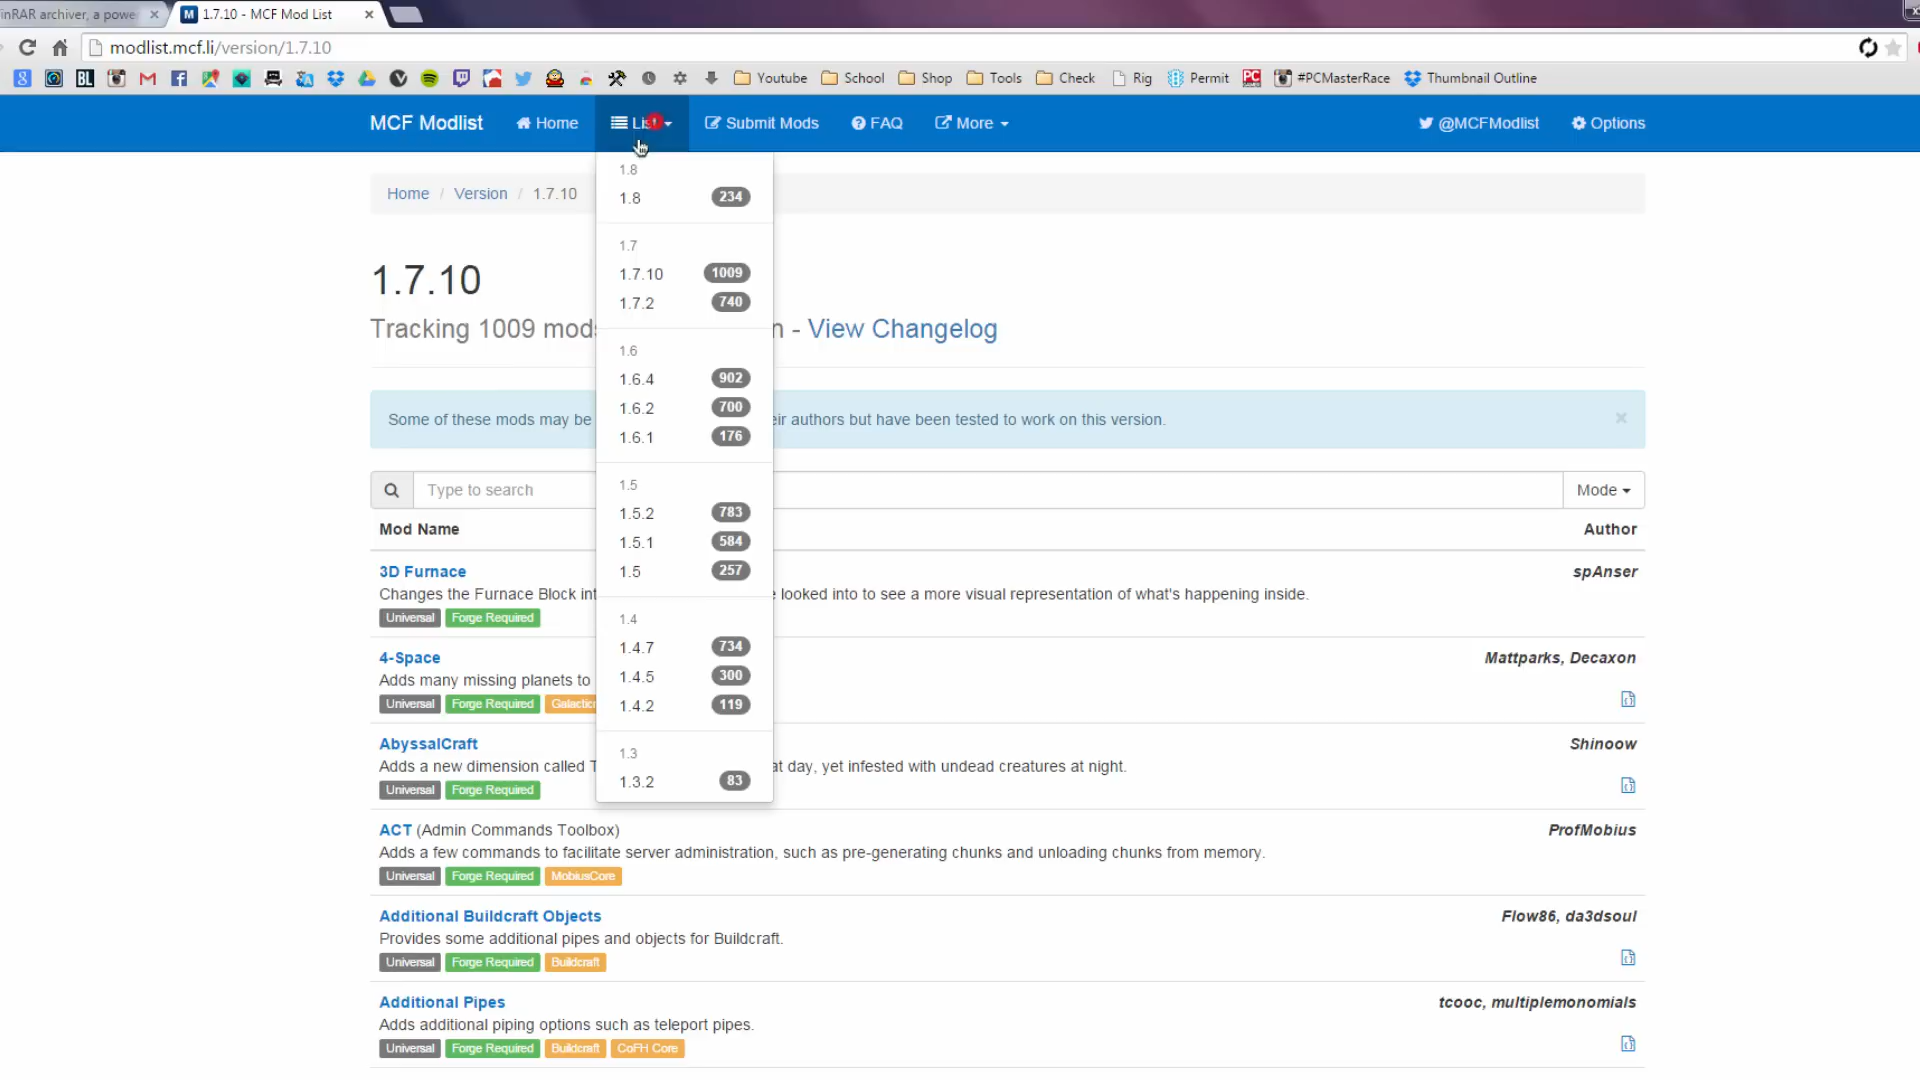 inRAR archiver, a powe
1.7.10 - MCF Mod List
modlist.mcf.li/version/1.7.10
Youtube School Shop Tools Check Rig Permit #PCMasterRace Thumbnail Outline
MCF Modlist Home List Submit Mods FAQ More @MCFModlist Options
Home / Version / 1.7.10
1.8
1.8 234
1.7
1.7.10 1009
1.7.2 740
1.6
1.6.4 902
1.6.2 700
1.6.1 176
1.5
1.5.2 783
1.5.1 584
1.5 257
1.4
1.4.7 734
1.4.5 300
1.4.2 119
1.3
1.3.2 83
1.7.10
Tracking 1009 mods n - View Changelog
Some of these mods may be eir authors but have been tested to work on this version.
×
Type to search
Mode
Mod Name Author
3D Furnace spAnser
Changes the Furnace Block int looked into to see a more visual representation of what's happening inside.
Universal Forge Required
4-Space Mattparks, Decaxon
Adds many missing planets to
Universal Forge Required Galactic
AbyssalCraft Shinoow
Adds a new dimension called T at day, yet infested with undead creatures at night.
Universal Forge Required
ACT (Admin Commands Toolbox) ProfMobius
Adds a few commands to facilitate server administration, such as pre-generating chunks and unloading chunks from memory.
Universal Forge Required MobiusCore
Additional Buildcraft Objects Flow86, da3dsoul
Provides some additional pipes and objects for Buildcraft.
Universal Forge Required Buildcraft
Additional Pipes tcooc, multiplemonomials
Adds additional piping options such as teleport pipes.
Universal Forge Required Buildcraft CoFH Core